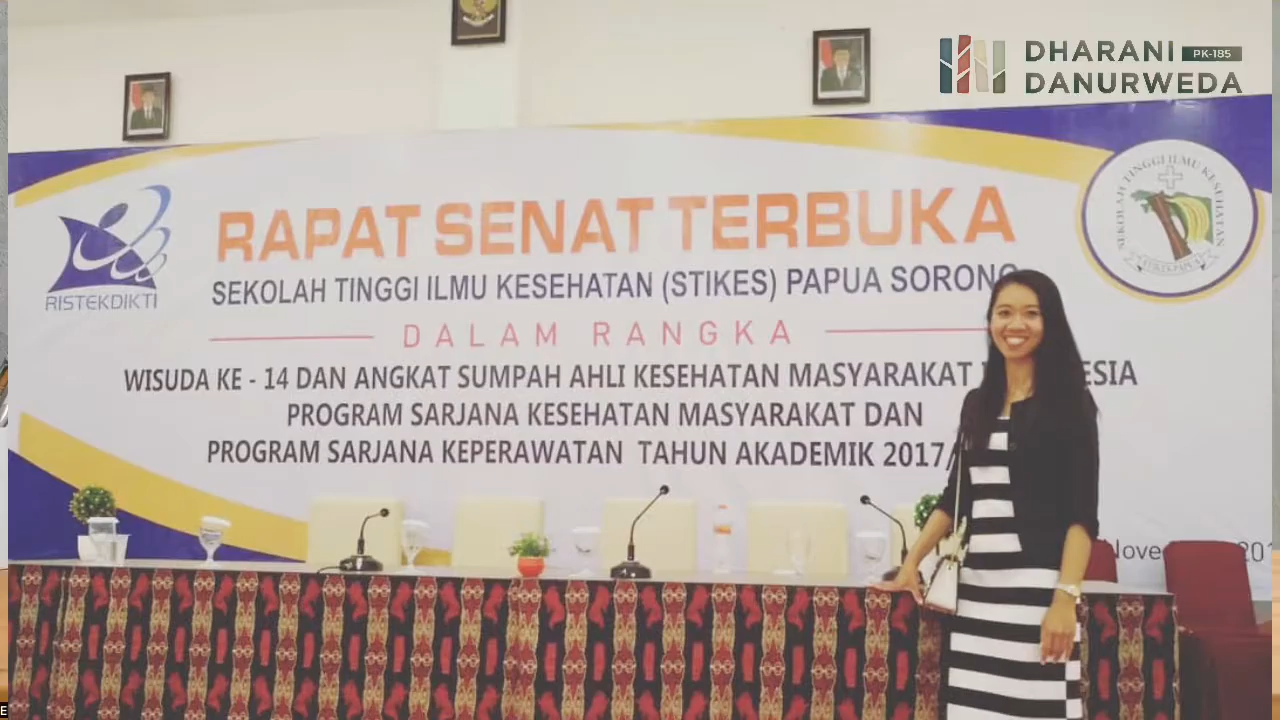 DHARANI PK-185
DANURWEDA
RISTEKDIKTI
SEKOLAH TINGGI ILMU KESEHATAN
RAPAT SENAT TERBUKA
SEKOLAH TINGGI ILMU KESEHATAN (STIKES) PAPUA SORONG
DALAM RANGKA
WISUDA KE - 14 DAN ANGKAT SUMPAH AHLI KESEHATAN MASYARAKAT
PROGRAM SARJANA KESEHATAN MASYARAKAT DAN
PROGRAM SARJANA KEPERAWATAN TAHUN AKADEMIK 2017/